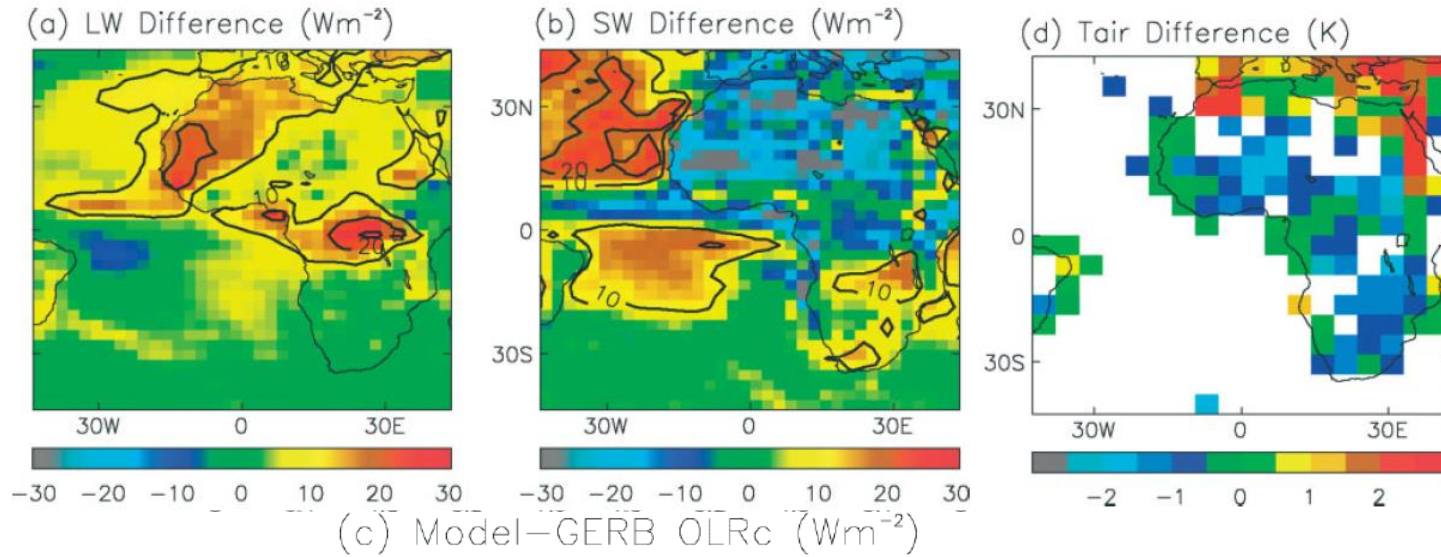 (a) LW Difference (Wm⁻²)
(b) SW Difference (Wm⁻²)
(d) Tair Difference (K)
30N
0
30S
10
10
20
20
10
10
10
30N
0
30S
30W 0 30E
30W 0 30E
30W 0 30E
-30 -20 -10 0 10 20 30
-30 -20 -10 0 10 20 30
-2 -1 0 1 2
(c) Model-GERB OLRc (Wm⁻²)